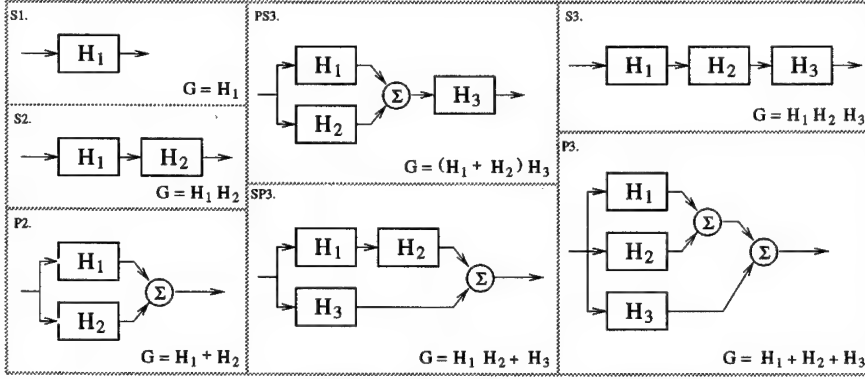 S1.
H₁
G = H₁
S2.
H₁ H₂
G = H₁ H₂
P2.
H₁
Σ
H₂
G = H₁ + H₂
PS3.
H₁
Σ H₃
H₂
G = (H₁ + H₂) H₃
SP3.
H₁ H₂
Σ
H₃
G = H₁ H₂ + H₃
S3.
H₁ H₂ H₃
G = H₁ H₂ H₃
P3.
H₁
Σ
H₂ Σ
H₃
G = H₁ + H₂ + H₃